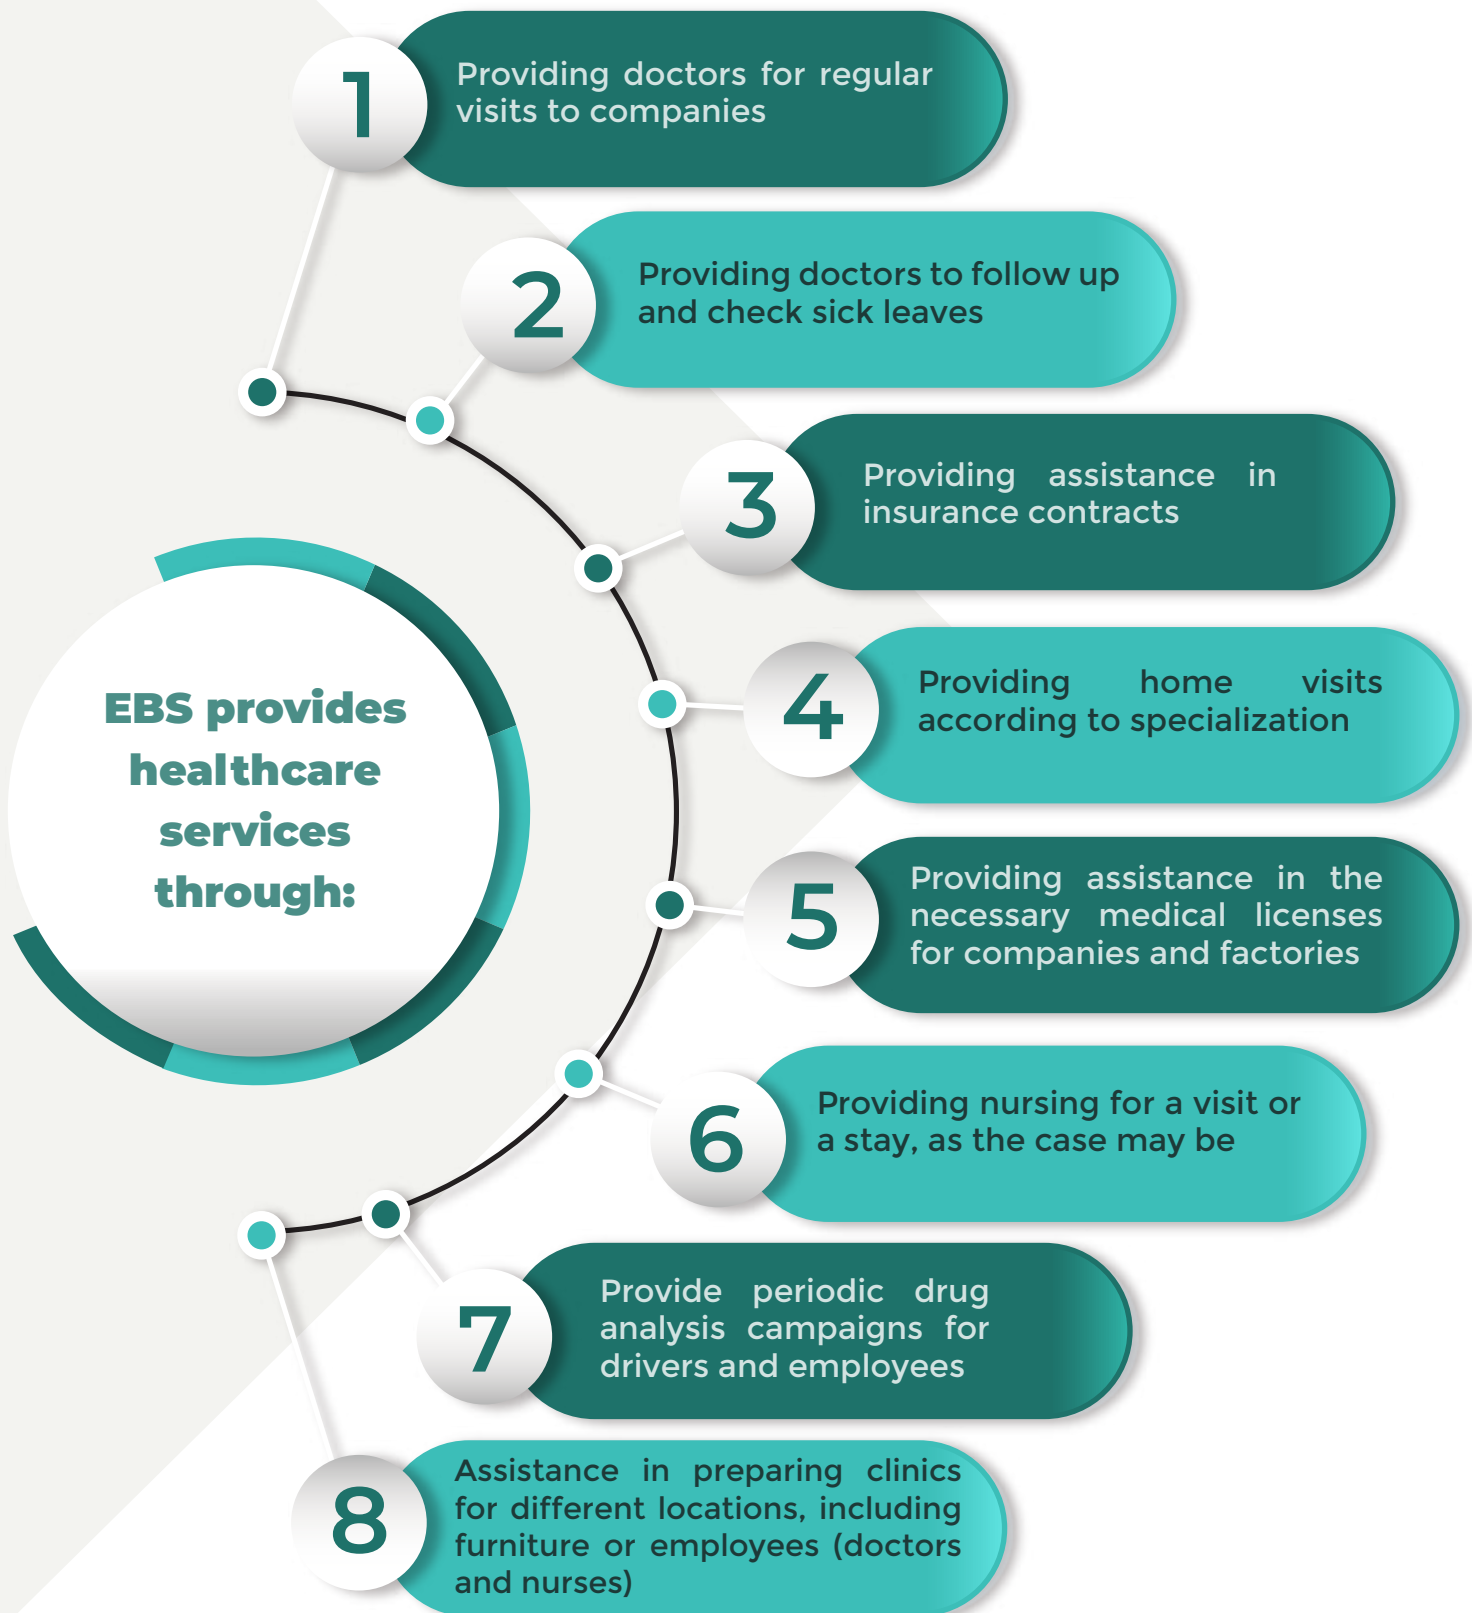 1
Providing doctors for regular
visits to companies
2
Providing doctors to follow up
and check sick leaves
3
Providing assistance in
insurance contracts
4
Providing home visits
according to specialization
EBS provides
healthcare
services
through:
5
Providing assistance in the
necessary medical licenses
for companies and factories
6
Providing nursing for a visit or
a stay, as the case may be
7
Provide periodic drug
analysis campaigns for
drivers and employees
8
Assistance in preparing clinics
for different locations, including
furniture or employees (doctors
and nurses)